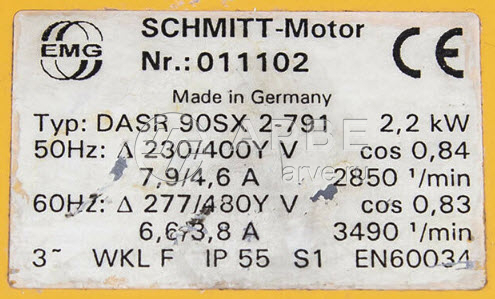 SCHMITT-Motor
EMG
Nr.: 011102
CE
Made in Germany
Typ: DASR 90SX 2-791 2,2 kW
50Hz: Δ 230/400Y V cos 0,84
7,9/4,6 A 2850 ¹/min
60Hz: Δ 277/480Y V cos 0,83
6,6/3,8 A 3490 ¹/min
3~ WKL F IP 55 S1 EN60034